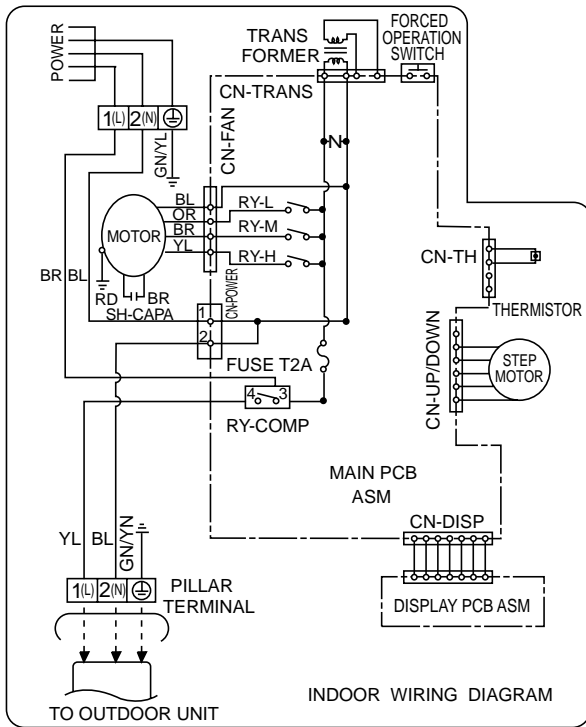 POWER
TRANS
FORMER
FORCED
OPERATION
SWITCH
CN-TRANS
1(L) 2(N)
GN/YL
CN-FAN
N
BL
OR
BR
YL
RY-L
RY-M
RY-H
MOTOR
BR BL
RD BR
SH-CAPA
CN-POWER
1
2
CN-TH
THERMISTOR
FUSE T2A
4 3
RY-COMP
CN-UP/DOWN
STEP
MOTOR
MAIN PCB
ASM
CN-DISP
YL BL GN/YN
1(L) 2(N)
PILLAR
TERMINAL
DISPLAY PCB ASM
TO OUTDOOR UNIT
INDOOR WIRING DIAGRAM